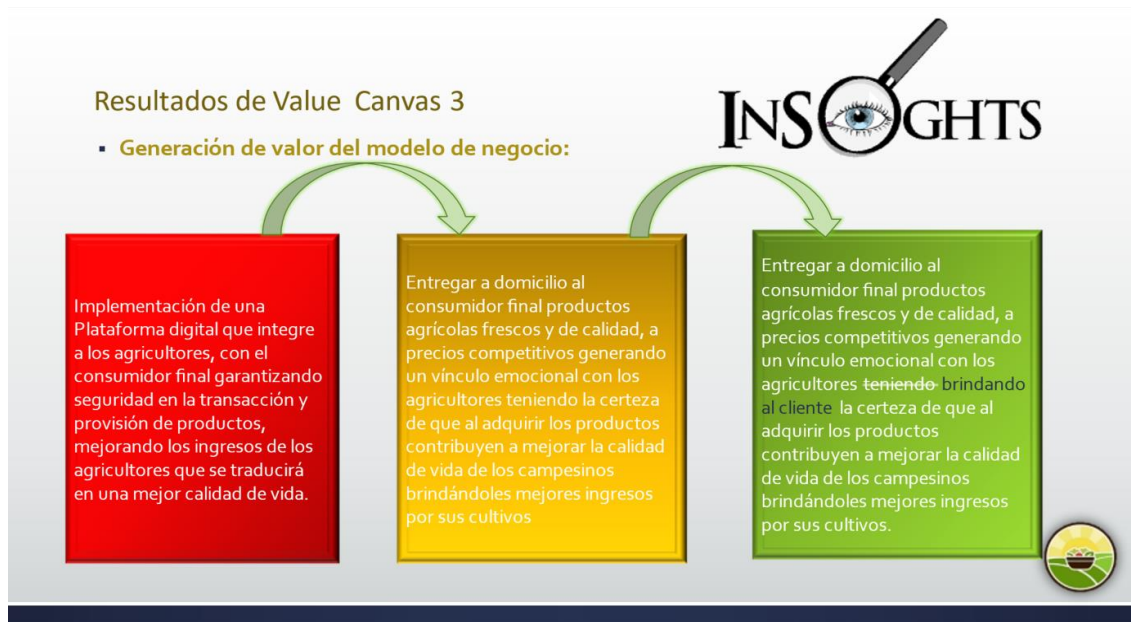 Resultados de Value Canvas 3
INSIGHTS
▪ Generación de valor del modelo de negocio:
Implementación de una
Plataforma digital que integre
a los agricultores, con el
consumidor final garantizando
seguridad en la transacción y
provisión de productos,
mejorando los ingresos de los
agricultores que se traducirá
en una mejor calidad de vida.
Entregar a domicilio al
consumidor final productos
agrícolas frescos y de calidad, a
precios competitivos generando
un vínculo emocional con los
agricultores teniendo la certeza
de que al adquirir los productos
contribuyen a mejorar la calidad
de vida de los campesinos
brindándoles mejores ingresos
por sus cultivos
Entregar a domicilio al
consumidor final productos
agrícolas frescos y de calidad, a
precios competitivos generando
un vínculo emocional con los
agricultores teniendo brindando
al cliente la certeza de que al
adquirir los productos
contribuyen a mejorar la calidad
de vida de los campesinos
brindándoles mejores ingresos
por sus cultivos.